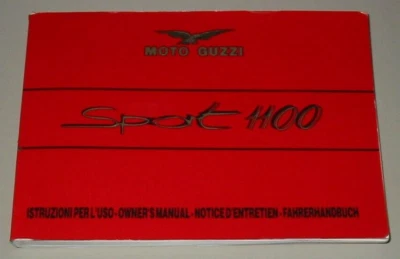 MOTO GUZZI
Sport 1100
ISTRUZIONI PER L'USO - OWNER'S MANUAL - NOTICE D'ENTRETIEN - FAHRERHANDBUCH